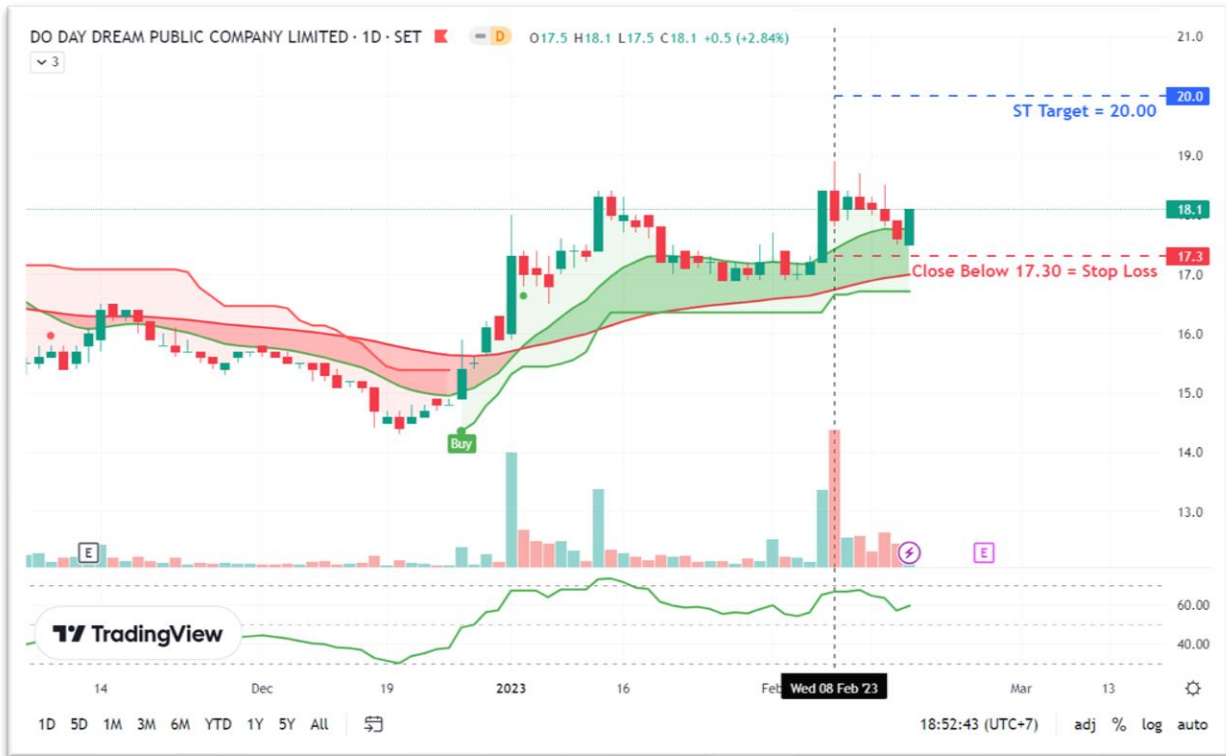 DO DAY DREAM PUBLIC COMPANY LIMITED · 1D · SET D O17.5 H18.1 L17.5 C18.1 +0.5 (+2.84%)
3
21.0
20.0
ST Target = 20.00
19.0
18.1
17.3
Close Below 17.30 = Stop Loss
17.0
16.0
15.0
Buy
14.0
13.0
E E
60.00
TradingView
40.00
14 Dec 19 2023 16 Feb Wed 08 Feb '23 Mar 13
1D 5D 1M 3M 6M YTD 1Y 5Y All 18:52:43 (UTC+7) adj % log auto